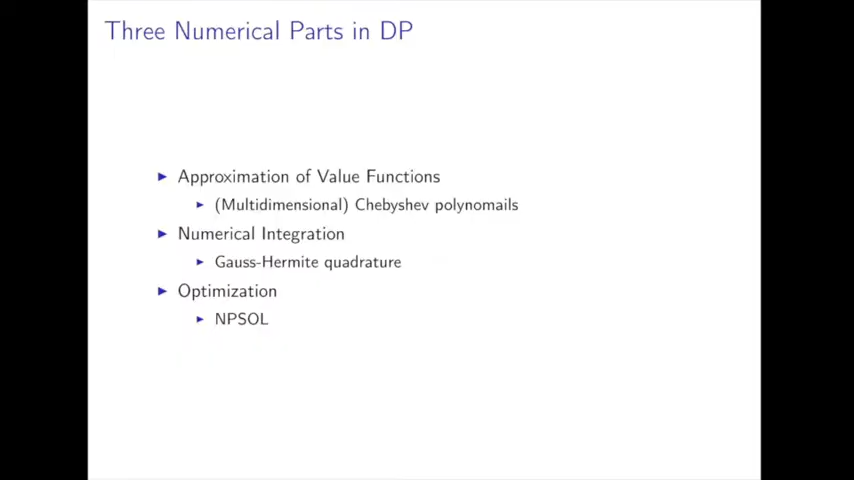 Three Numerical Parts in DP
Approximation of Value Functions
(Multidimensional) Chebyshev polynomails
Numerical Integration
Gauss-Hermite quadrature
Optimization
NPSOL